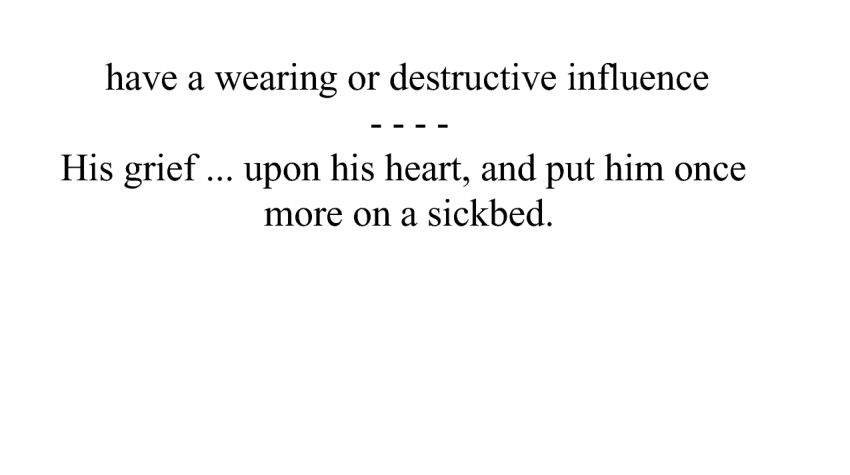 have a wearing or destructive influence
- - - -
His grief ... upon his heart, and put him once
more on a sickbed.